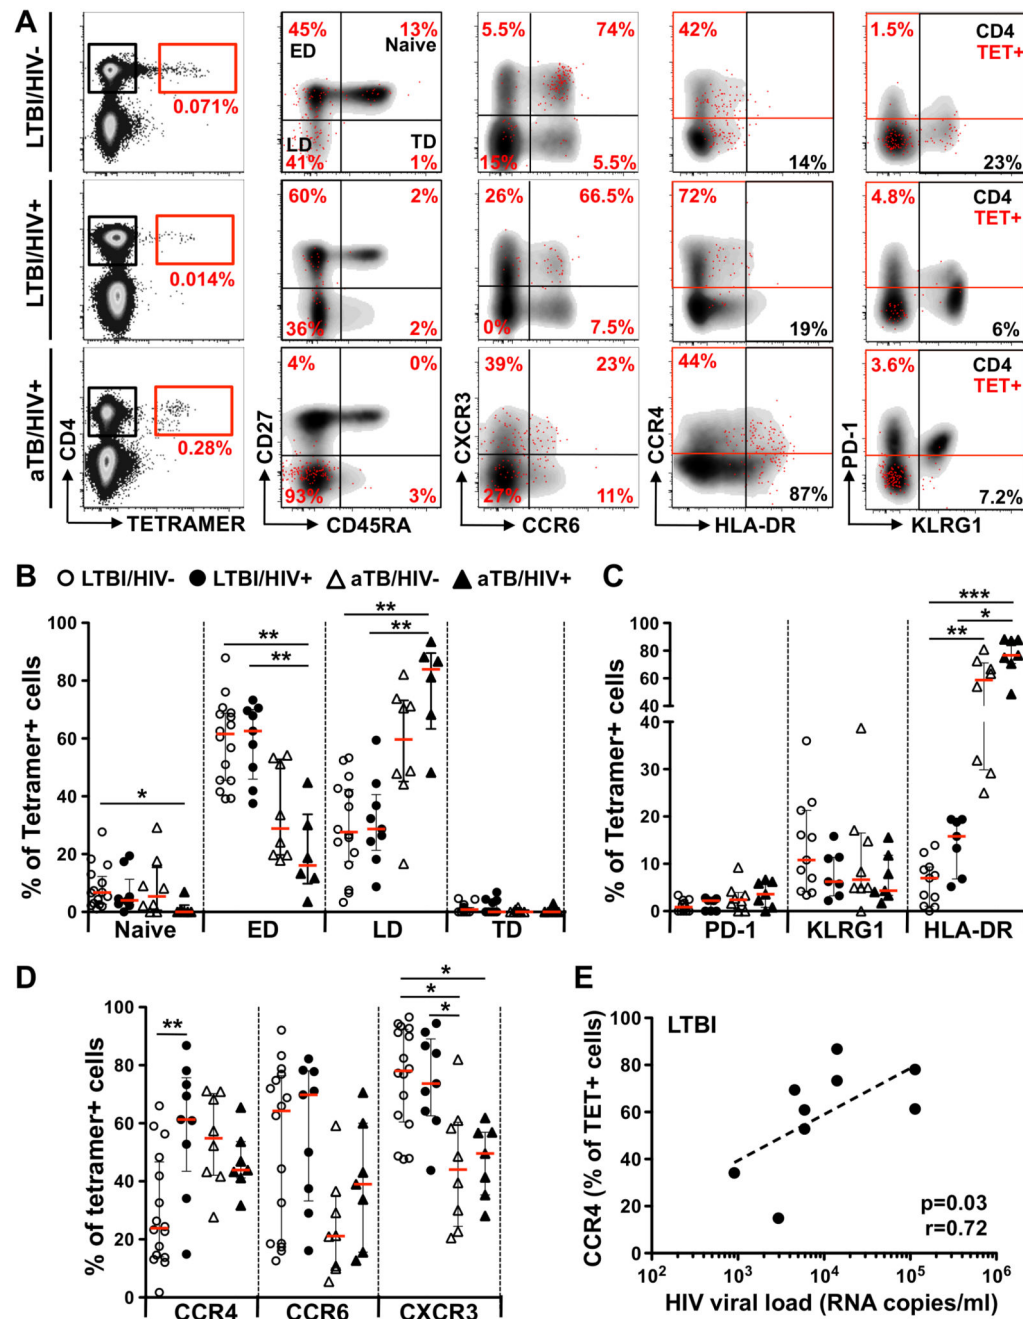 A
LTBI/HIV-
0.071%
45% 13%
ED Naive
LD TD
41% 1%
5.5% 74%
15% 5.5%
42%
14%
1.5% CD4
TET+
23%
LTBI/HIV+
0.014%
60% 2%
36% 2%
26% 66.5%
0% 7.5%
72%
19%
4.8% CD4
TET+
6%
aTB/HIV+
0.28%
4% 0%
93% 3%
39% 23%
27% 11%
44%
87%
3.6% CD4
TET+
7.2%
CD4
TETRAMER
CD27
CD45RA
CXCR3
CCR6
CCR4
HLA-DR
PD-1
KLRG1
B
LTBI/HIV- LTBI/HIV+ aTB/HIV- aTB/HIV+
% of Tetramer+ cells
100
80
60
40
20
0
*
**
**
**
**
Naive ED LD TD
C
% of Tetramer+ cells
100
80
60
40
40
30
20
10
0
***
*
**
PD-1 KLRG1 HLA-DR
D
% of tetramer+ cells
100
80
60
40
20
0
**
*
*
*
CCR4 CCR6 CXCR3
E
LTBI
CCR4 (% of TET+ cells)
100
80
60
40
20
0
p=0.03
r=0.72
10² 10³ 10⁴ 10⁵ 10⁶
HIV viral load (RNA copies/ml)